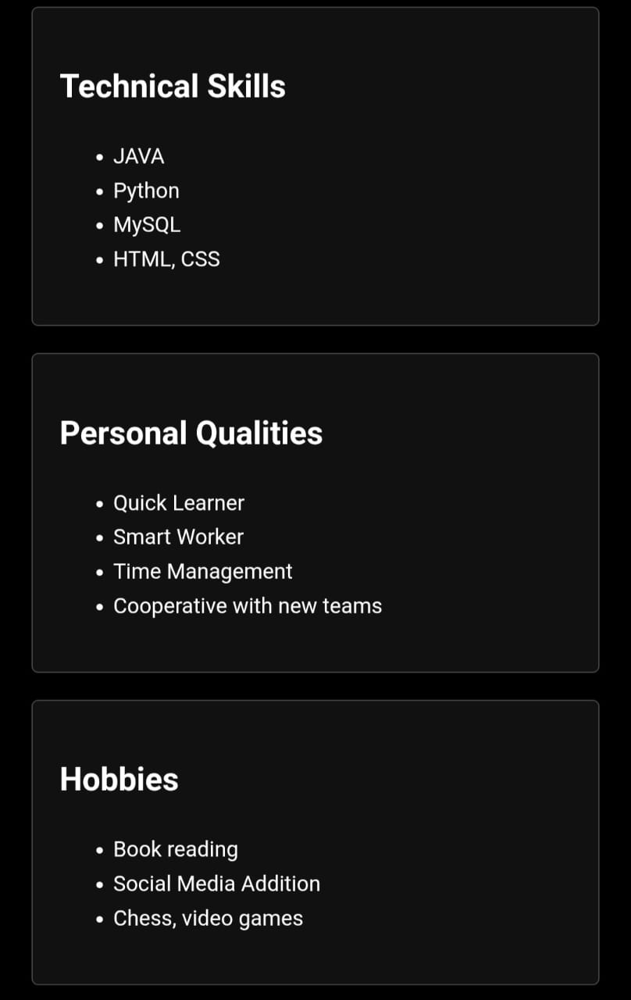 Technical Skills
JAVA
Python
MySQL
HTML, CSS
Personal Qualities
Quick Learner
Smart Worker
Time Management
Cooperative with new teams
Hobbies
Book reading
Social Media Addition
Chess, video games